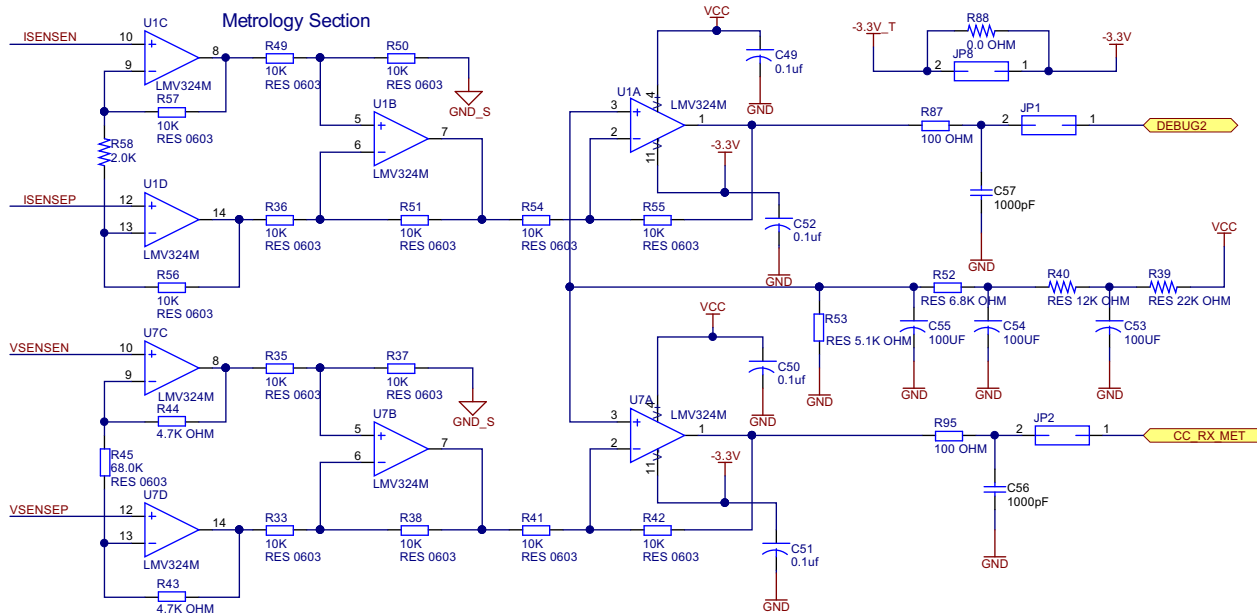 Metrology Section
ISENSEN
U1C
10
9
8
LMV324M
R57
10K
RES 0603
R58
2.0K
ISENSEP
U1D
12
13
14
LMV324M
R56
10K
RES 0603
R49
10K
RES 0603
R50
10K
RES 0603
GND_S
U1B
5
6
7
LMV324M
R36
10K
RES 0603
R51
10K
RES 0603
R54
10K
RES 0603
R55
10K
RES 0603
VCC
C49
0.1uf
GND
U1A
3
2
1
V+
4
V-
11
LMV324M
-3.3V
C52
0.1uf
GND
-3.3V_T
R88
0.0 OHM
JP8
2
1
-3.3V
R87
100 OHM
JP1
2
1
DEBUG2
C57
1000pF
GND
VCC
R53
RES 5.1K OHM
GND
R52
RES 6.8K OHM
R40
RES 12K OHM
R39
RES 22K OHM
C55
100UF
GND
C54
100UF
GND
C53
100UF
GND
VSENSEN
U7C
10
9
8
LMV324M
R44
4.7K OHM
R45
68.0K
RES 0603
VSENSEP
U7D
12
13
14
LMV324M
R43
4.7K OHM
R35
10K
RES 0603
R37
10K
RES 0603
GND_S
U7B
5
6
7
LMV324M
R33
10K
RES 0603
R38
10K
RES 0603
R41
10K
RES 0603
R42
10K
RES 0603
VCC
C50
0.1uf
GND
U7A
3
2
1
V+
4
V-
11
LMV324M
-3.3V
C51
0.1uf
GND
R95
100 OHM
JP2
2
1
CC_RX_MET
C56
1000pF
GND